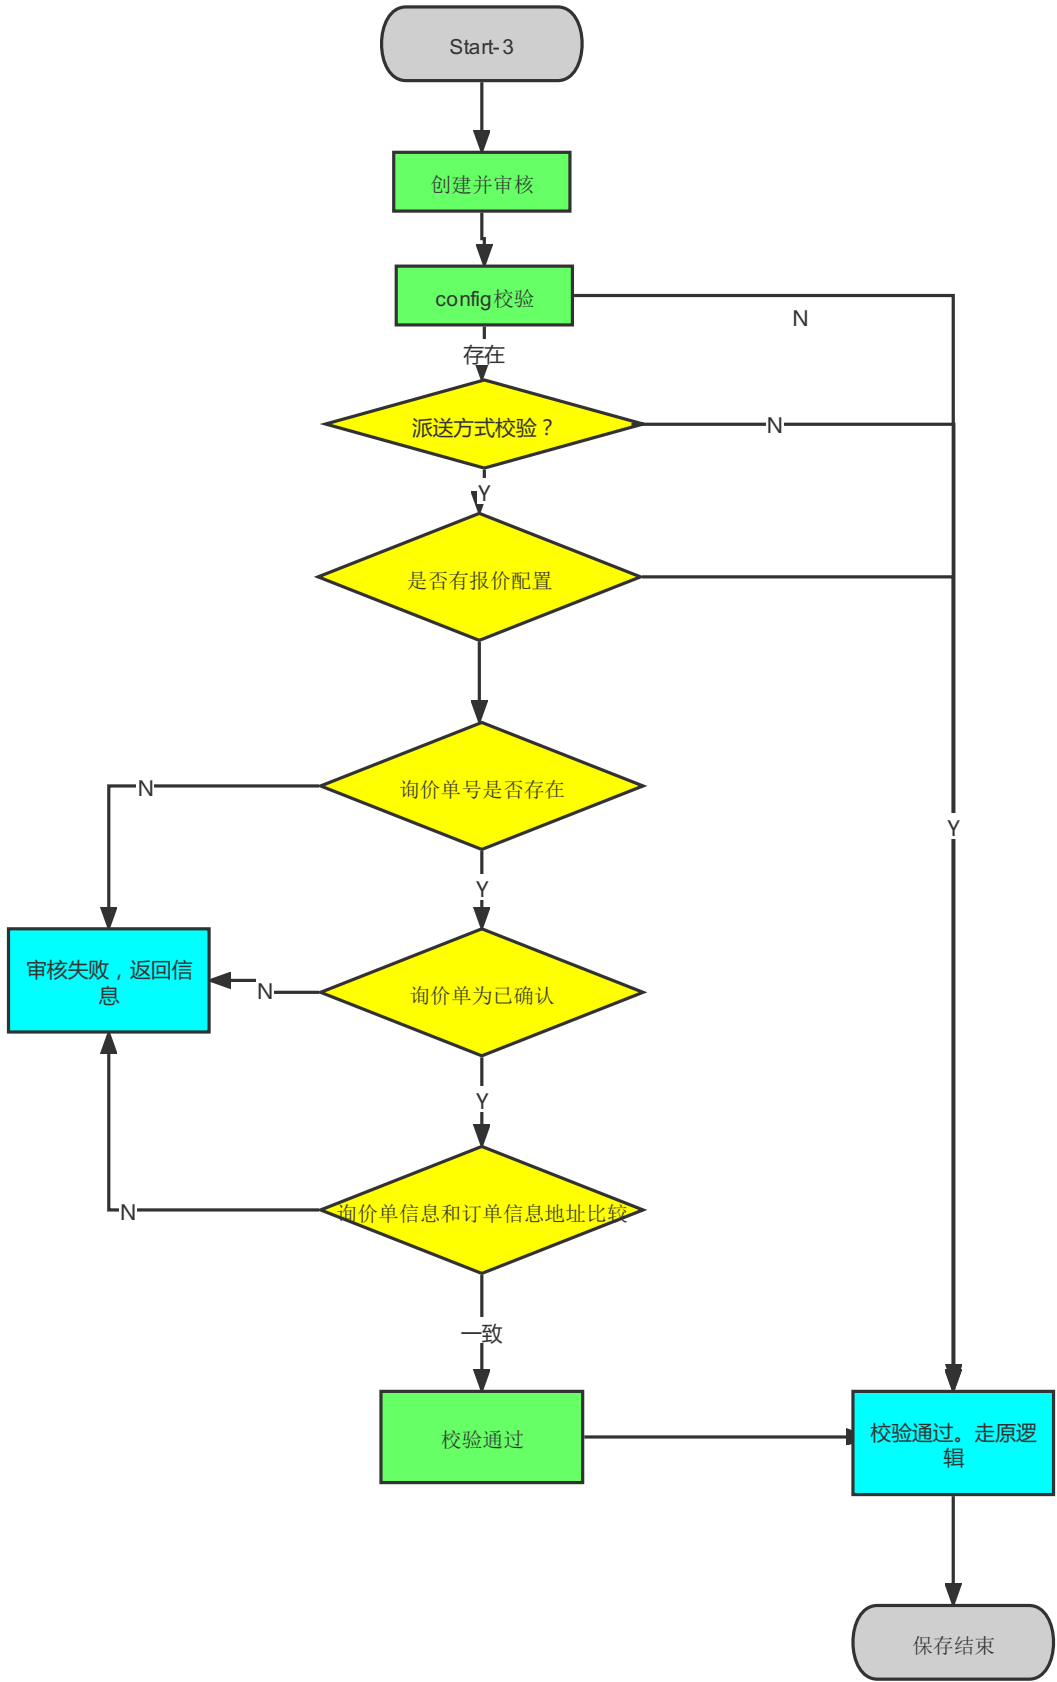 Start-3
创建并审核
config校验
N
存在
派送方式校验？
N
Y
是否有报价配置
询价单号是否存在
N
Y
Y
审核失败，返回信
息
N
询价单为已确认
Y
询价单信息和订单信息地址比较
N
一致
校验通过
校验通过。走原逻
辑
保存结束